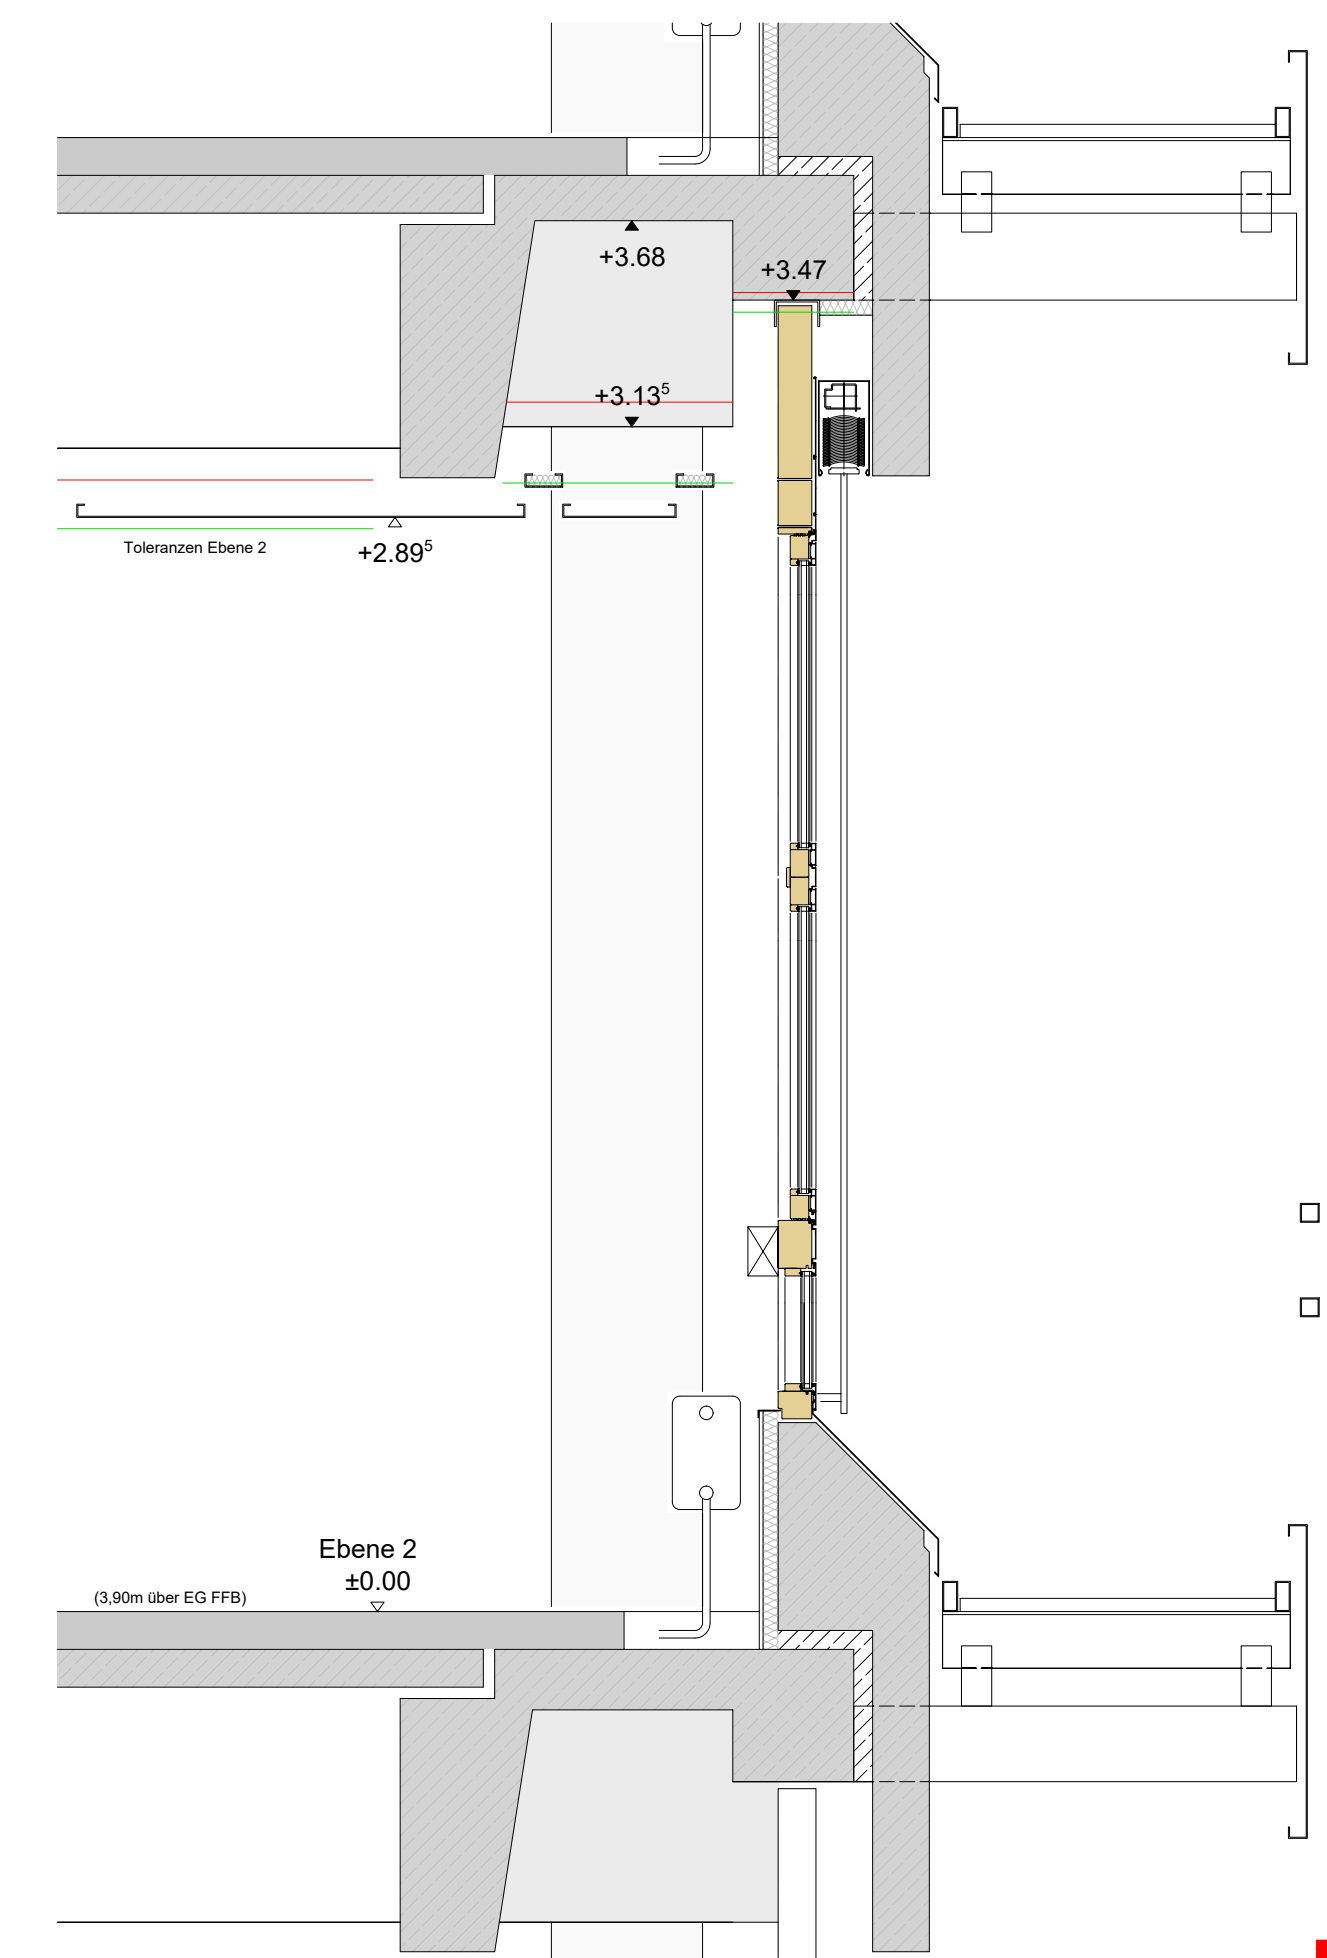 +3.68
+3.47
+3.13⁵
Toleranzen Ebene 2
+2.89⁵
Ebene 2
±0.00
(3,90m über EG FFB)